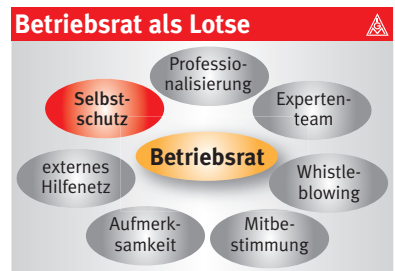 Betriebsrat als Lotse
Professio-
nalisierung
Selbst-
schutz
Experten-
team
Betriebsrat
externes
Hilfenetz
Whistle-
blowing
Aufmerk-
samkeit
Mitbe-
stimmung